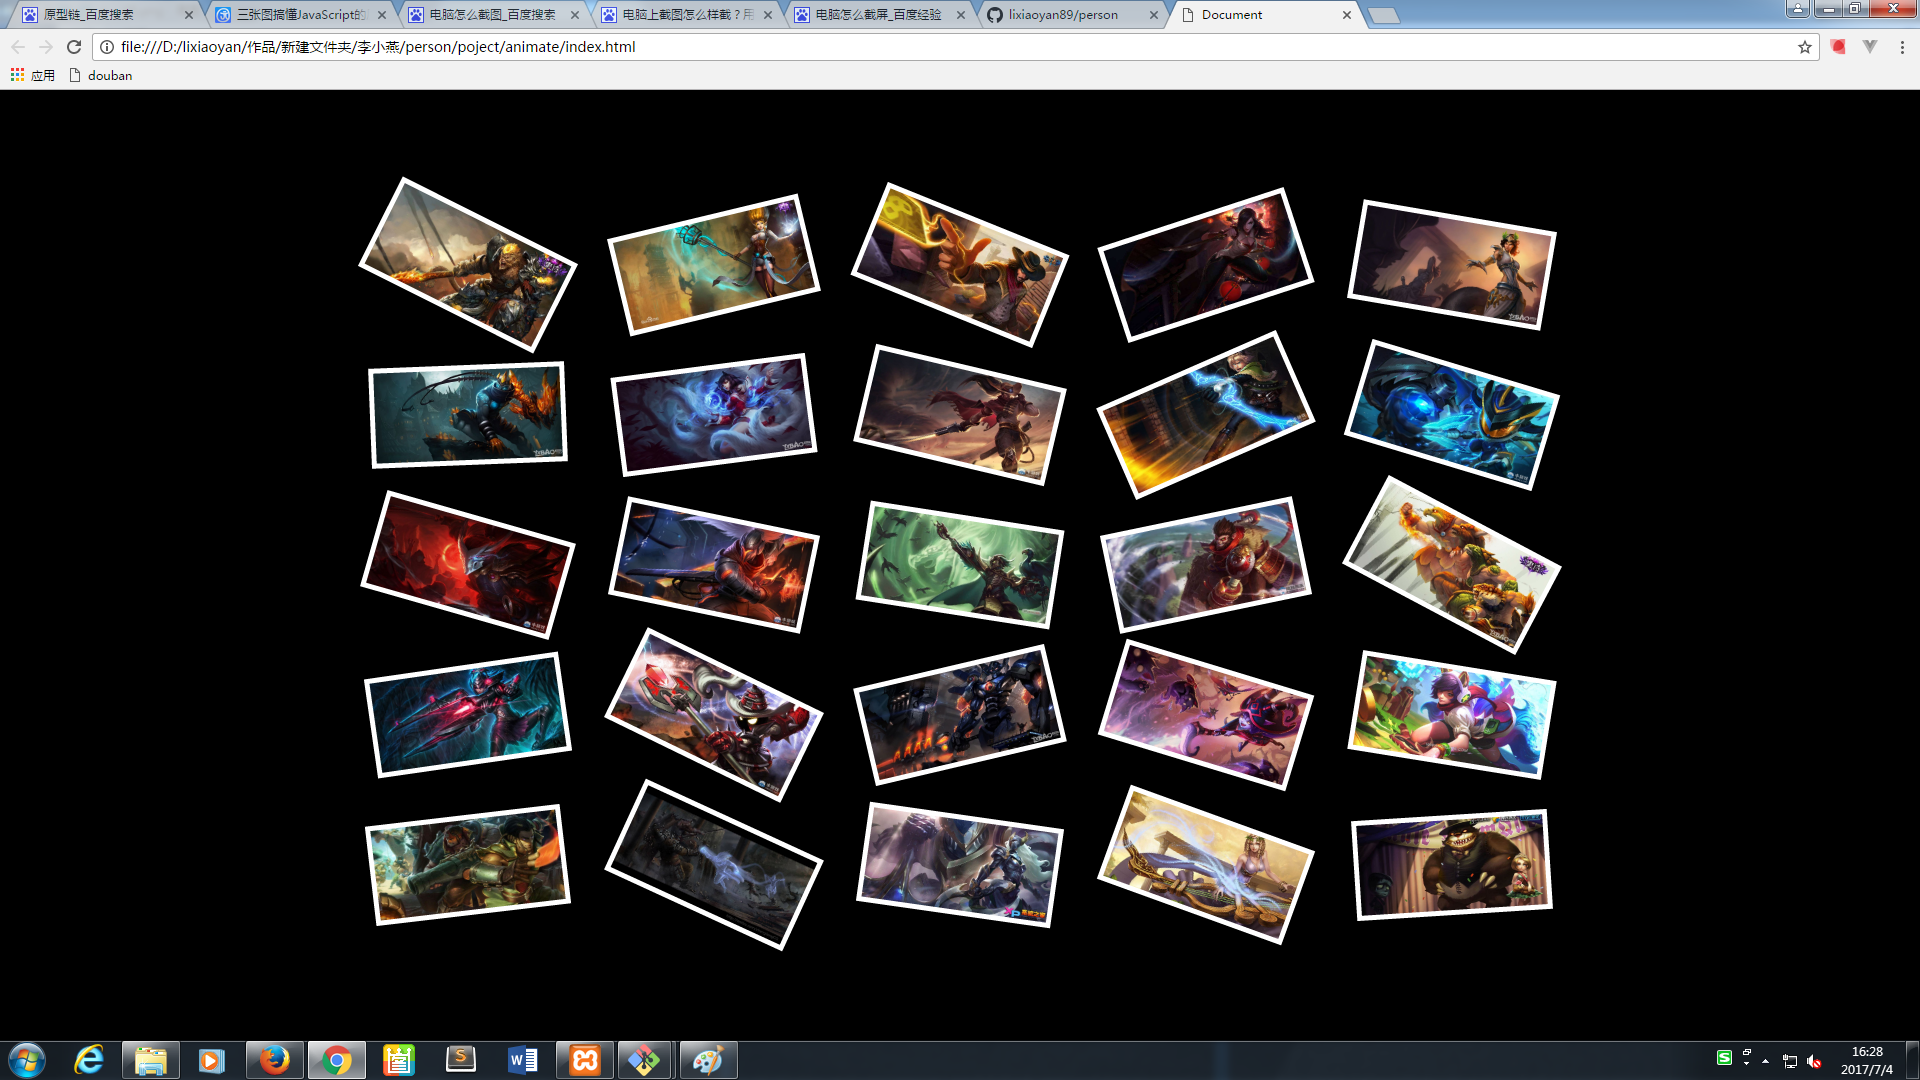 原型链_百度搜索
三张图搞懂JavaScript的
电脑怎么截图_百度搜索
电脑上截图怎么样截？用
电脑怎么截屏_百度经验
lixiaoyan89/person
Document
file:///D:/lixiaoyan/作品/新建文件夹/李小燕/person/poject/animate/index.html
应用
douban
16:28
2017/7/4